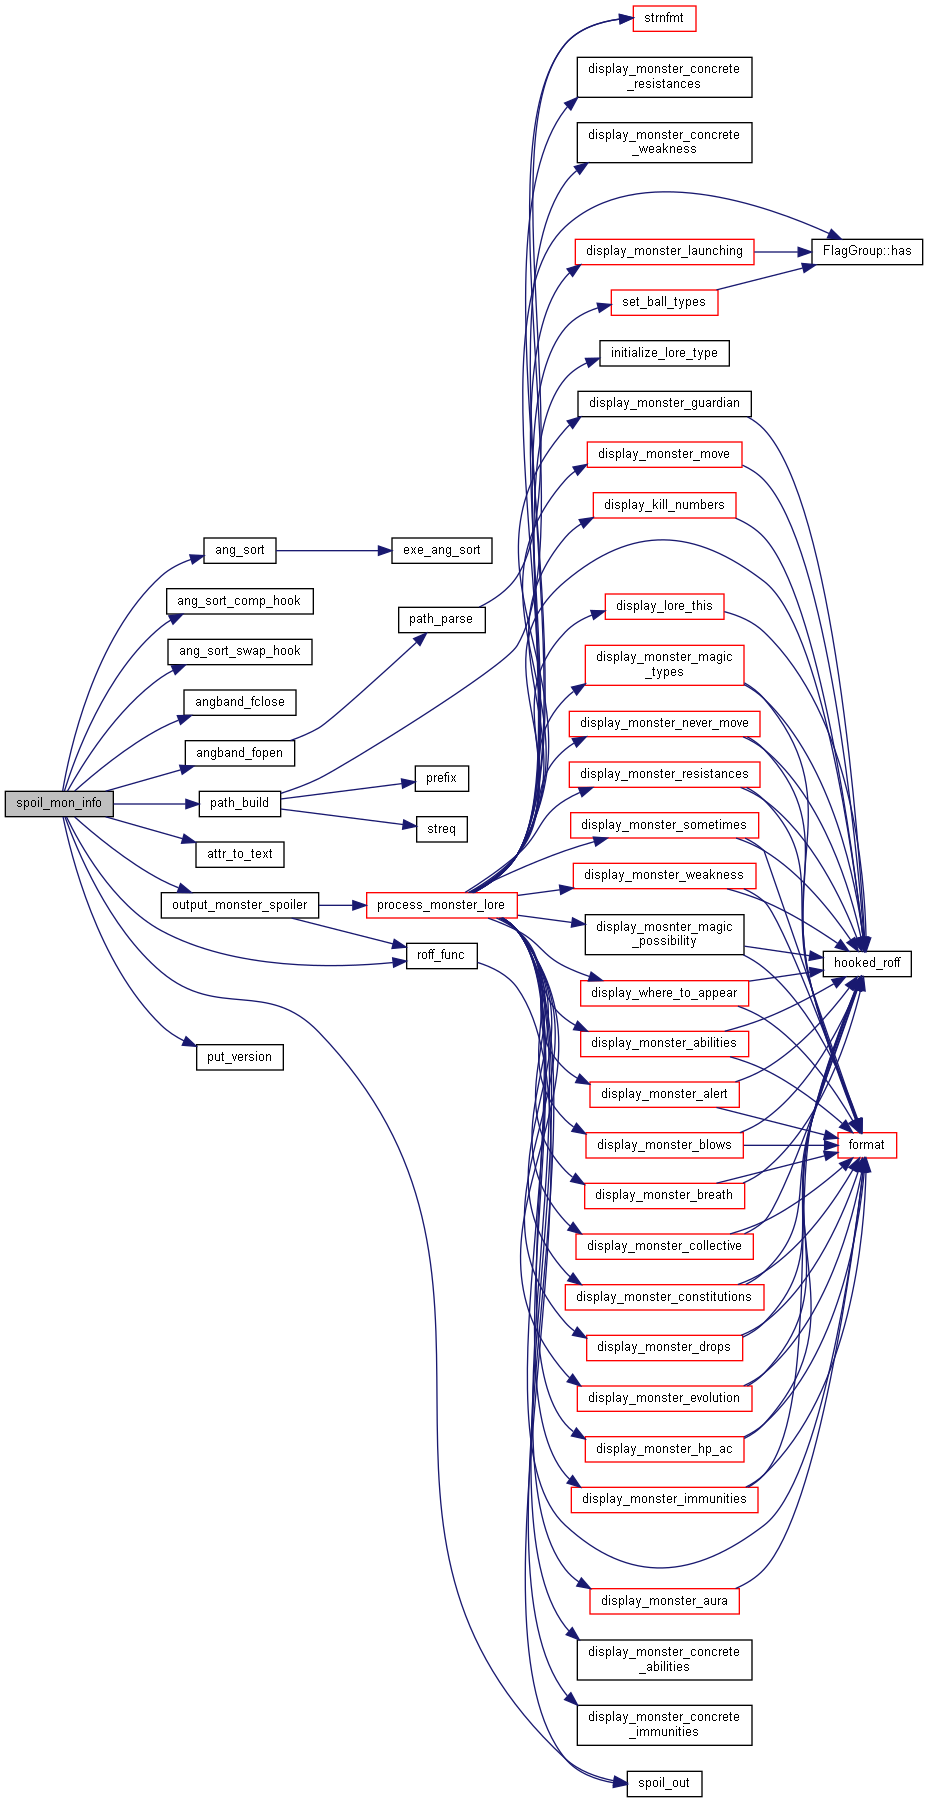 strnfmt
display_monster_concrete
_resistances
display_monster_concrete
_weakness
display_monster_launching
FlagGroup::has
set_ball_types
initialize_lore_type
display_monster_guardian
display_monster_move
display_kill_numbers
ang_sort
exe_ang_sort
ang_sort_comp_hook
path_parse
display_lore_this
ang_sort_swap_hook
display_monster_magic
_types
angband_fclose
display_monster_never_move
angband_fopen
display_monster_resistances
prefix
spoil_mon_info
path_build
streq
display_monster_sometimes
attr_to_text
display_monster_weakness
output_monster_spoiler
process_monster_lore
display_mosnter_magic
_possibility
roff_func
hooked_roff
display_where_to_appear
display_monster_abilities
put_version
display_monster_alert
display_monster_blows
format
display_monster_breath
display_monster_collective
display_monster_constitutions
display_monster_drops
display_monster_evolution
display_monster_hp_ac
display_monster_immunities
display_monster_aura
display_monster_concrete
_abilities
display_monster_concrete
_immunities
spoil_out